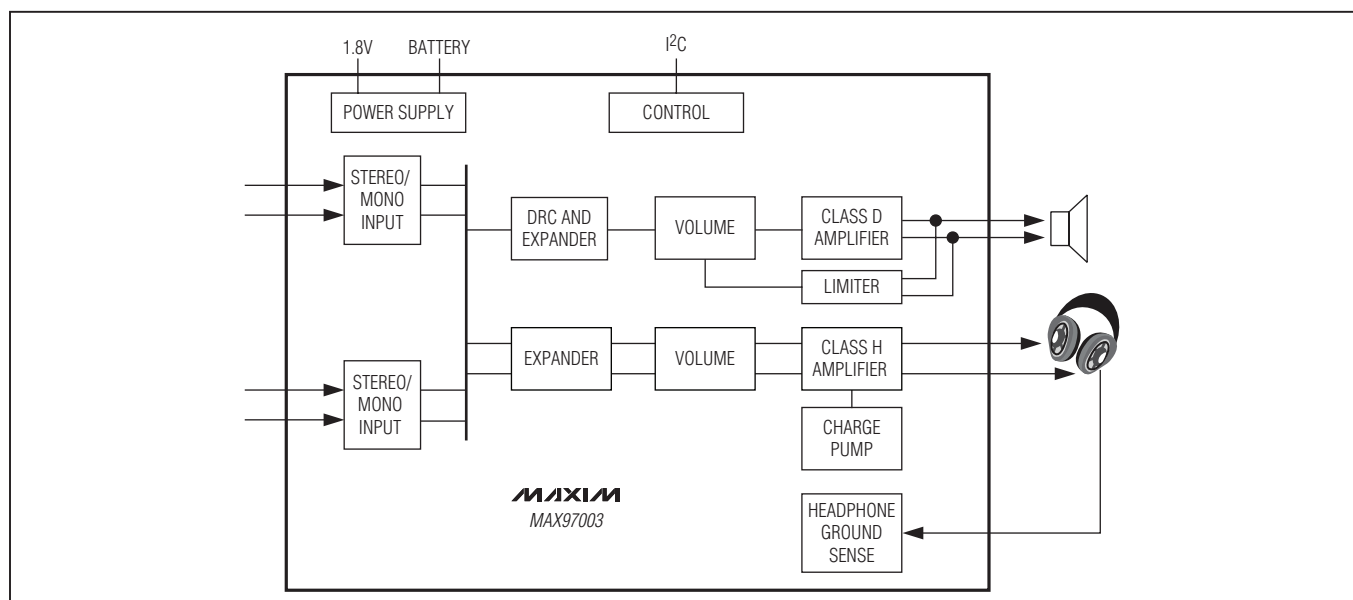 1.8V
BATTERY
I2C
POWER SUPPLY
CONTROL
STEREO/
MONO
INPUT
DRC AND
EXPANDER
VOLUME
CLASS D
AMPLIFIER
LIMITER
STEREO/
MONO
INPUT
EXPANDER
VOLUME
CLASS H
AMPLIFIER
CHARGE
PUMP
MAXIM
MAX97003
HEADPHONE
GROUND
SENSE